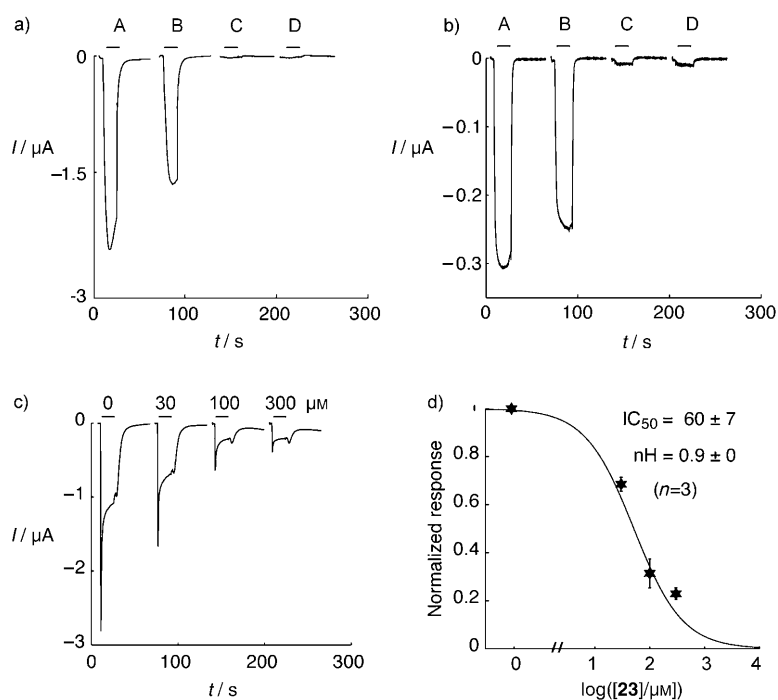 a)
A B C D
0
−1.5
-3
I / µA
0 100 200 300
t / s
b)
A B C D
0
−0.1
−0.2
−0.3
I / µA
0 100 200 300
t / s
c)
0 30 100 300 µM
0
−1
−2
−3
I / µA
0 100 200 300
t / s
d)
IC50 = 60 ± 7
nH = 0.9 ± 0
(n=3)
1
0.8
0.6
0.4
0.2
0
Normalized response
0 // 1 2 3 4
log([23]/µM])